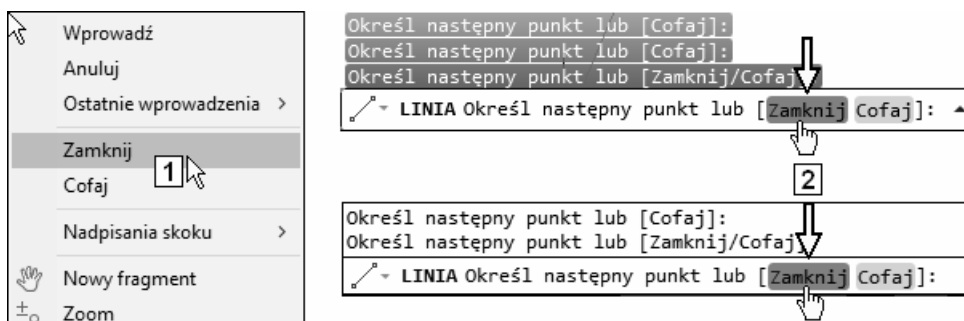 Wprowadź
Anuluj
Ostatnie wprowadzenia >
Zamknij
1
Cofaj
Nadpisania skoku >
Nowy fragment
Zoom
Określ następny punkt lub [Cofaj]:
Określ następny punkt lub [Cofaj]:
Określ następny punkt lub [Zamknij/Cofaj]:
LINIA Określ następny punkt lub [Zamknij Cofaj]:
2
Określ następny punkt lub [Cofaj]:
Określ następny punkt lub [Zamknij/Cofaj]
LINIA Określ następny punkt lub [Zamknij Cofaj]: